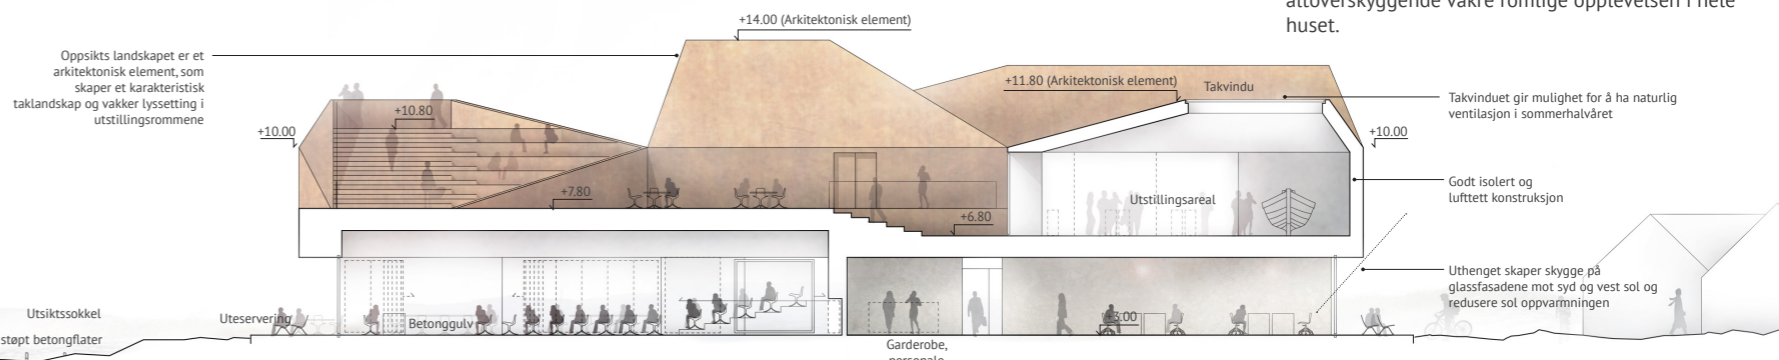 altoverskyggende vakre romlige opplevelsen i hele
huset.
+14.00 (Arkitektonisk element)
Oppsikts landskapet er et
arkitektonisk element, som
skaper et karakteristisk
taklandskap og vakker lyssetting i
utstillingsrommene
+10.00
+10.80
+7.80
+6.80
+11.80 (Arkitektonisk element)
Takvindu
+10.00
Utstillingsareal
Takvinduet gir mulighet for å ha naturlig
ventilasjon i sommerhalvåret
Godt isolert og
lufttett konstruksjon
Uthenget skaper skygge på
glassfasadene mot syd og vest sol og
redusere sol oppvarmningen
Utsiktssokkel
støpt betongflater
Uteservering
Betonggulv
+3.00
Garderobe,
personale